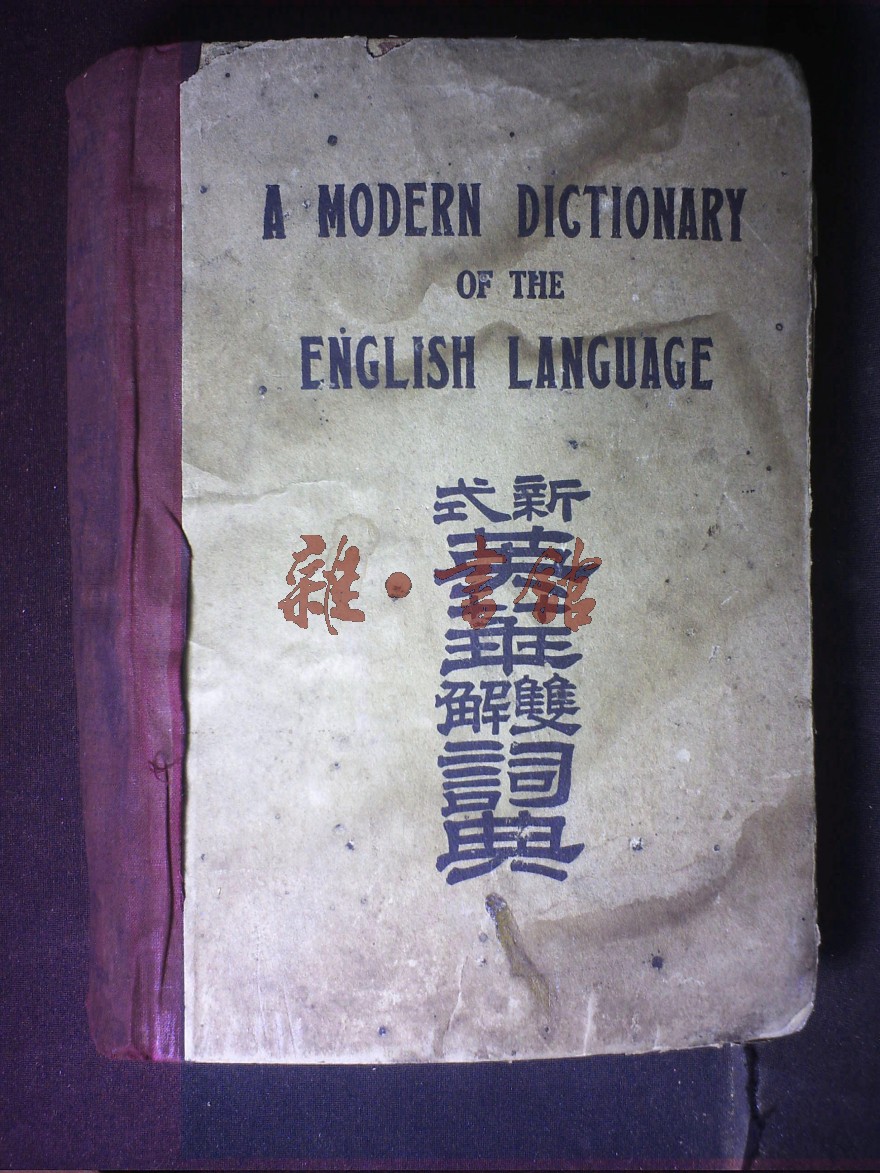 A MODERN DICTIONARY
OF THE
ENGLISH LANGUAGE
新式
英
華
雙解
詞
典
雜·書館